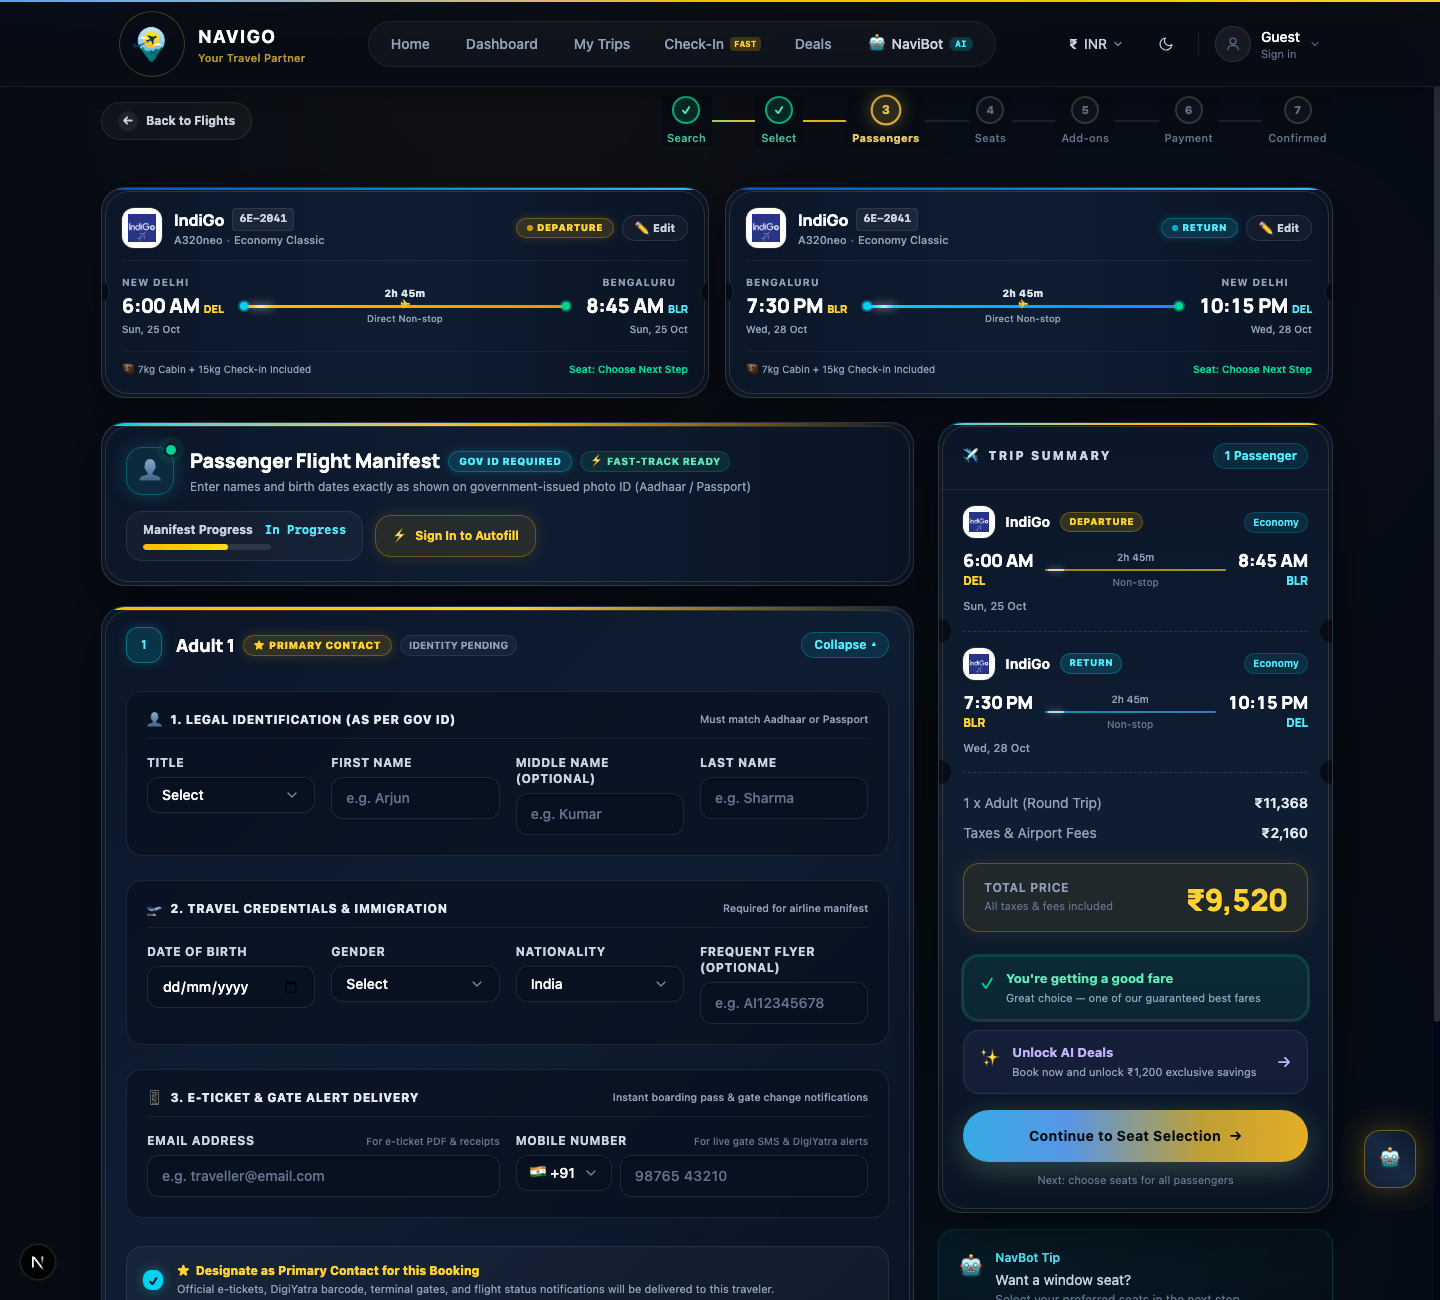 NAVIGO
Your Travel Partner
Home
Dashboard
My Trips
Check-In FAST
Deals
NaviBot AI
₹ INR
Guest
Sign in
Back to Flights
Search
Select
3
Passengers
4
Seats
5
Add-ons
6
Payment
7
Confirmed
IndiGo
IndiGo 6E-2041
A320neo · Economy Classic
DEPARTURE
Edit
NEW DELHI
BENGALURU
6:00 AM DEL
2h 45m
8:45 AM BLR
Sun, 25 Oct
Direct Non-stop
Sun, 25 Oct
7kg Cabin + 15kg Check-in Included
Seat: Choose Next Step
IndiGo
IndiGo 6E-2041
A320neo · Economy Classic
RETURN
Edit
BENGALURU
NEW DELHI
7:30 PM BLR
2h 45m
10:15 PM DEL
Wed, 28 Oct
Direct Non-stop
Wed, 28 Oct
7kg Cabin + 15kg Check-in Included
Seat: Choose Next Step
Passenger Flight Manifest GOV ID REQUIRED FAST-TRACK READY
Enter names and birth dates exactly as shown on government-issued photo ID (Aadhaar / Passport)
Manifest Progress In Progress
Sign In to Autofill
1
Adult 1 PRIMARY CONTACT IDENTITY PENDING
Collapse
1. LEGAL IDENTIFICATION (AS PER GOV ID)
Must match Aadhaar or Passport
TITLE
Select
FIRST NAME
e.g. Arjun
MIDDLE NAME
(OPTIONAL)
e.g. Kumar
LAST NAME
e.g. Sharma
2. TRAVEL CREDENTIALS & IMMIGRATION
Required for airline manifest
DATE OF BIRTH
dd/mm/yyyy
GENDER
Select
NATIONALITY
India
FREQUENT FLYER
(OPTIONAL)
e.g. AI12345678
3. E-TICKET & GATE ALERT DELIVERY
Instant boarding pass & gate change notifications
EMAIL ADDRESS
For e-ticket PDF & receipts
e.g. traveller@email.com
MOBILE NUMBER
For live gate SMS & DigiYatra alerts
+91
98765 43210
Designate as Primary Contact for this Booking
Official e-tickets, DigiYatra barcode, terminal gates, and flight status notifications will be delivered to this traveler.
TRIP SUMMARY
1 Passenger
IndiGo
IndiGo DEPARTURE
Economy
6:00 AM
2h 45m
8:45 AM
DEL
Non-stop
BLR
Sun, 25 Oct
IndiGo
IndiGo RETURN
Economy
7:30 PM
2h 45m
10:15 PM
BLR
Non-stop
DEL
Wed, 28 Oct
1 x Adult (Round Trip)
₹11,368
Taxes & Airport Fees
₹2,160
TOTAL PRICE
All taxes & fees included
₹9,520
You're getting a good fare
Great choice — one of our guaranteed best fares
Unlock AI Deals
Book now and unlock ₹1,200 exclusive savings
Continue to Seat Selection →
Next: choose seats for all passengers
NavBot Tip
Want a window seat?
Select your preferred seats in the next step
N